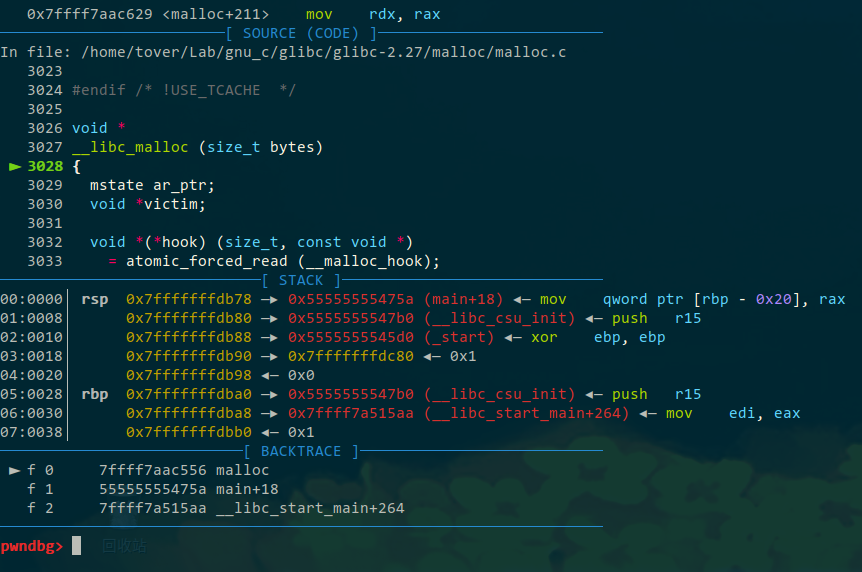 0x7ffff7aac629 <malloc+211>    mov    rdx, rax
[ SOURCE (CODE) ]
In file: /home/tover/Lab/gnu_c/glibc/glibc-2.27/malloc/malloc.c
3023
3024 #endif /* !USE_TCACHE  */
3025
3026 void *
3027 __libc_malloc (size_t bytes)
► 3028 {
3029   mstate ar_ptr;
3030   void *victim;
3031
3032   void *(*hook) (size_t, const void *)
3033     = atomic_forced_read (__malloc_hook);
[ STACK ]
00:0000│ rsp  0x7fffffffdb78 —▸ 0x55555555475a (main+18) ◂— mov    qword ptr [rbp - 0x20], rax
01:0008│      0x7fffffffdb80 —▸ 0x5555555547b0 (__libc_csu_init) ◂— push   r15
02:0010│      0x7fffffffdb88 —▸ 0x5555555545d0 (_start) ◂— xor    ebp, ebp
03:0018│      0x7fffffffdb90 —▸ 0x7fffffffdc80 ◂— 0x1
04:0020│      0x7fffffffdb98 ◂— 0x0
05:0028│ rbp  0x7fffffffdba0 —▸ 0x5555555547b0 (__libc_csu_init) ◂— push   r15
06:0030│      0x7fffffffdba8 —▸ 0x7ffff7a515aa (__libc_start_main+264) ◂— mov    edi, eax
07:0038│      0x7fffffffdbb0 ◂— 0x1
[ BACKTRACE ]
► f 0     7ffff7aac556 malloc
f 1     55555555475a main+18
f 2     7ffff7a515aa __libc_start_main+264
pwndbg> 回收站